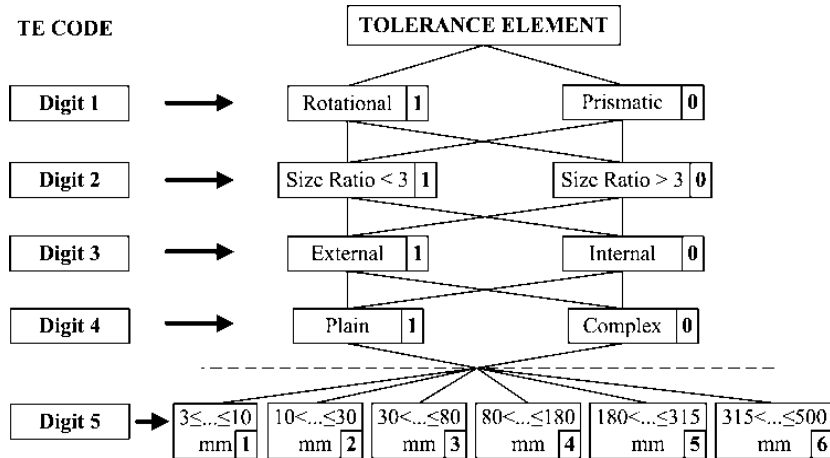 TE CODE
TOLERANCE ELEMENT
Digit 1
Rotational 1
Prismatic 0
Digit 2
Size Ratio < 3 1
Size Ratio > 3 0
Digit 3
External 1
Internal 0
Digit 4
Plain 1
Complex 0
Digit 5
3≤...≤10
mm 1
10<...≤30
mm 2
30<...≤80
mm 3
80<...≤180
mm 4
180<...≤315
mm 5
315<...≤500
mm 6